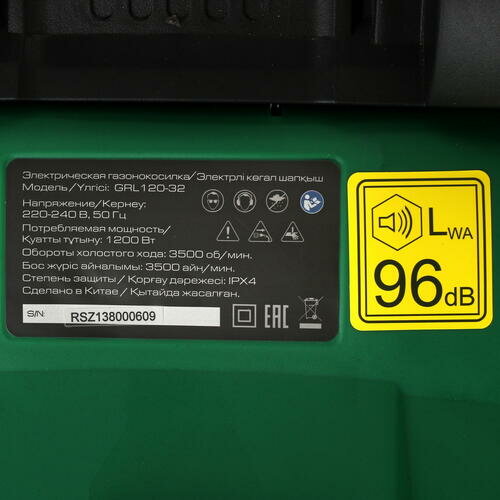 Электрическая газонокосилка/Электрлі көгал шапқыш
Модель/Үлгісі: GRL120-32
Напряжение/Кернеу:
220-240 В, 50 Гц
Потребляемая мощность/
Қуатты тұтыну: 1200 Вт
Обороты холостого хода: 3500 об/мин.
Бос жүріс айналымы: 3500 айн/мин.
Степень защиты / Қорғау дәрежесі: IPX4
Сделано в Китае / Қытайда жасалған.
S/N: RSZ138000609
EAC
LWA
96dB